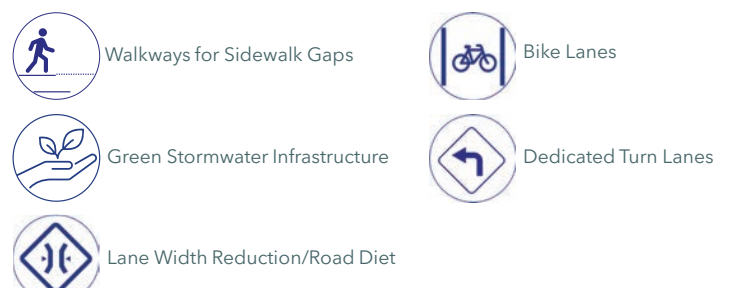 Walkways for Sidewalk Gaps
Bike Lanes
Green Stormwater Infrastructure
Dedicated Turn Lanes
Lane Width Reduction/Road Diet